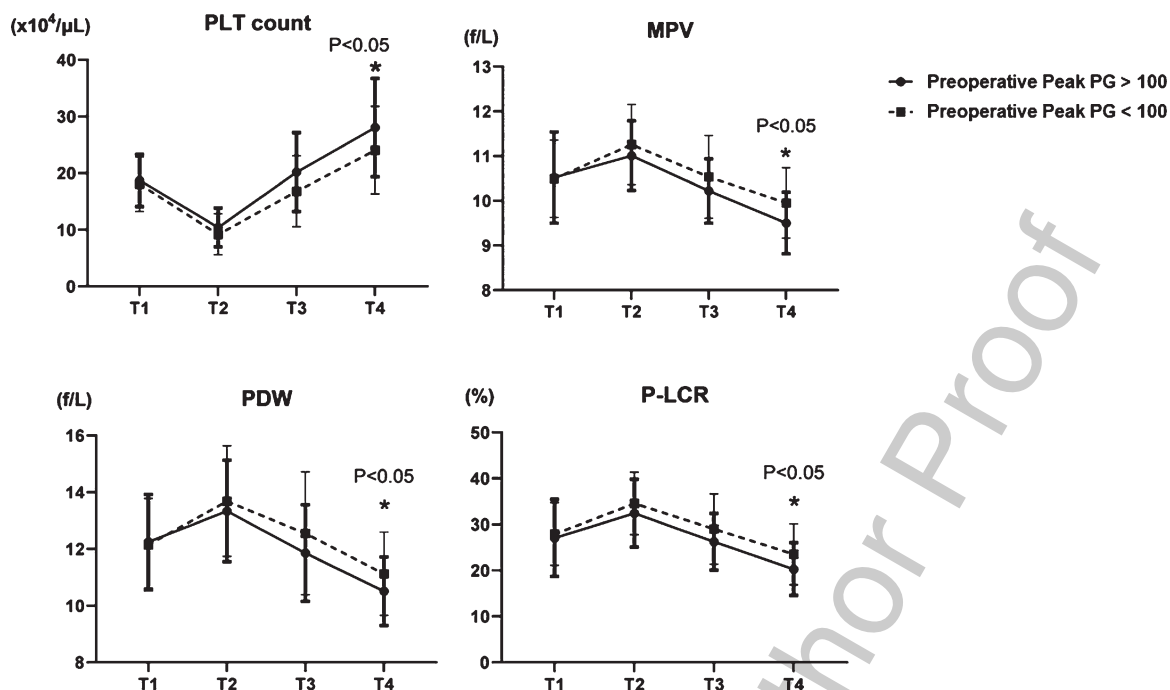 PLT count
(x10⁴/µL)
P<0.05
*
40
30
20
10
0
T1 T2 T3 T4
MPV
(f/L)
13
12
11
10
9
8
P<0.05
*
T1 T2 T3 T4
Preoperative Peak PG > 100
Preoperative Peak PG < 100
PDW
(f/L)
16
14
12
10
8
P<0.05
*
T1 T2 T3 T4
P-LCR
(%)
50
40
30
20
10
0
P<0.05
*
T1 T2 T3 T4
thor Proof